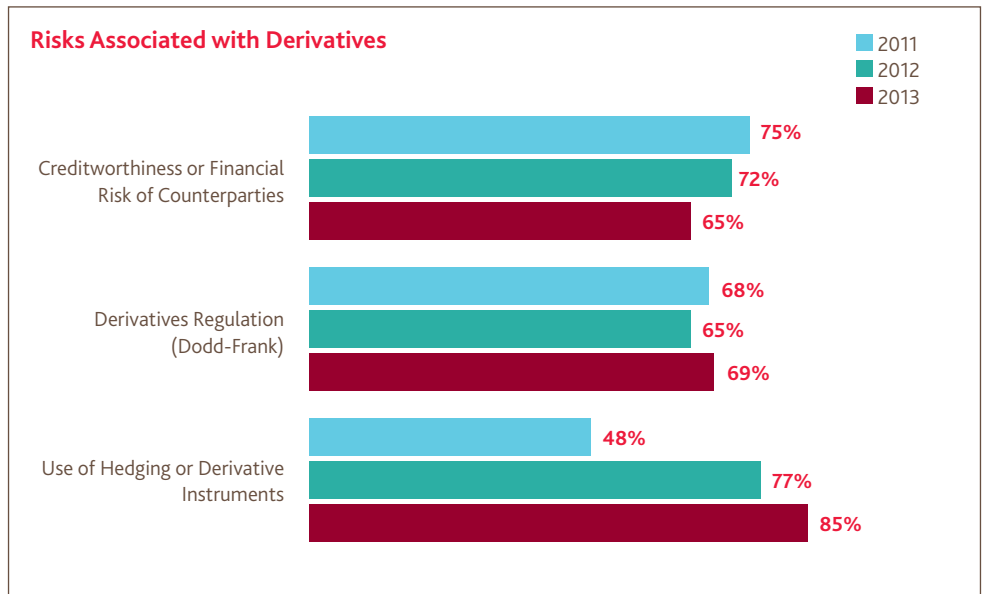 Risks Associated with Derivatives
2011
2012
2013
Creditworthiness or Financial
Risk of Counterparties
75%
72%
65%
Derivatives Regulation
(Dodd-Frank)
68%
65%
69%
Use of Hedging or Derivative
Instruments
48%
77%
85%